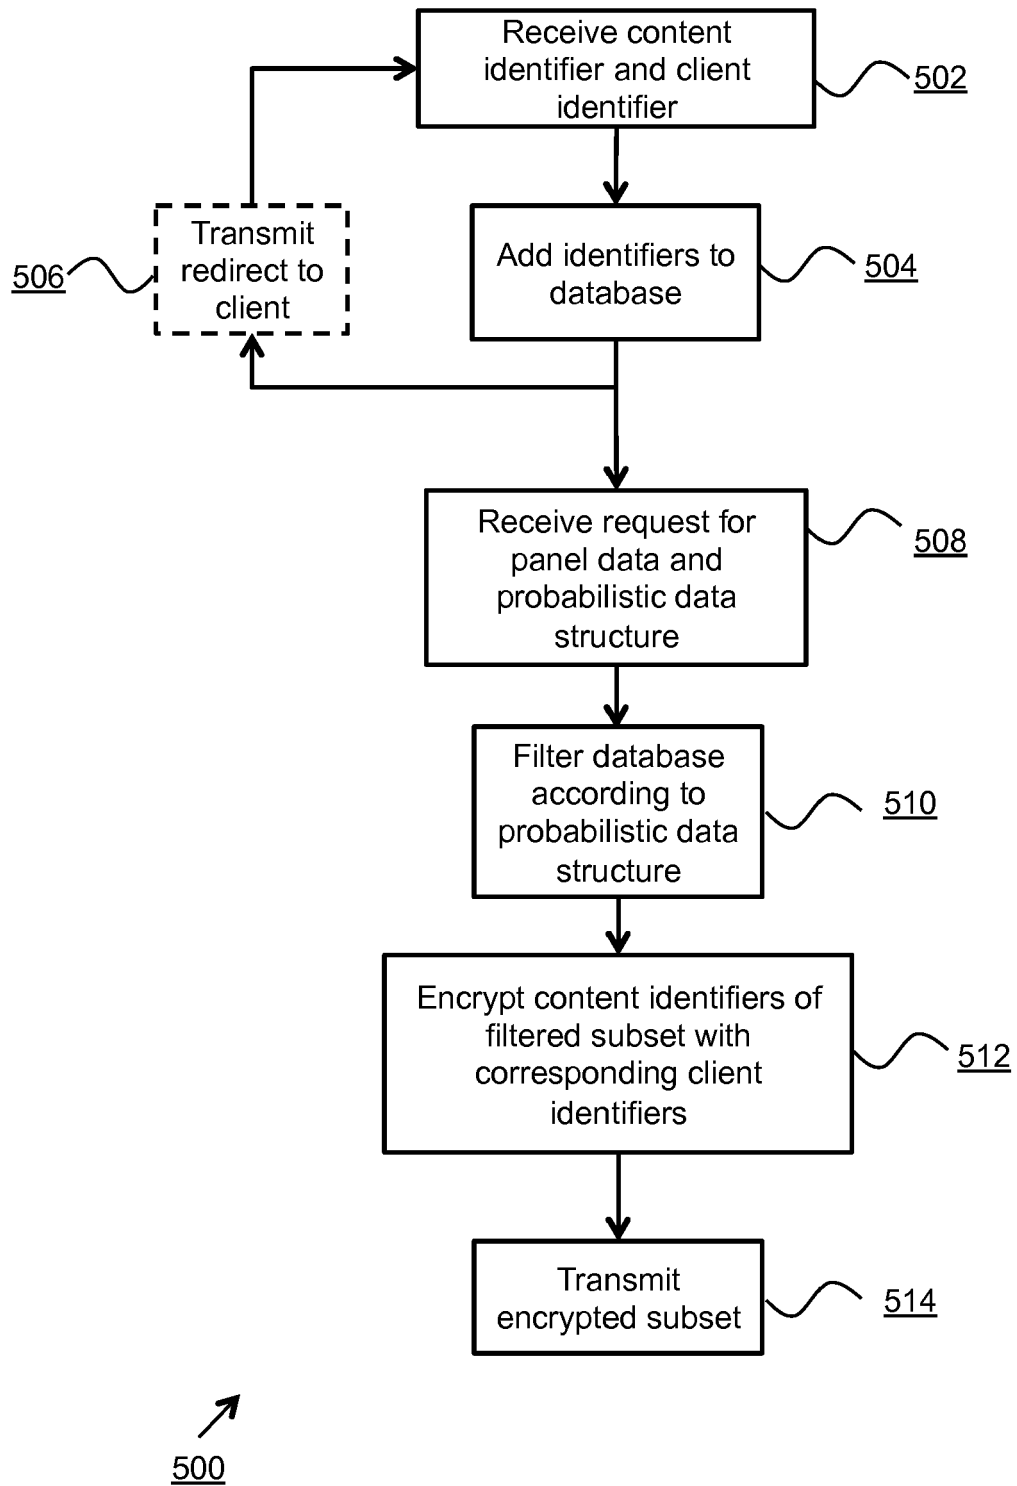 Receive content
identifier and client
identifier
502
Transmit
redirect to
client
506
Add identifiers to
database
504
Receive request for
panel data and
probabilistic data
structure
508
Filter database
according to
probabilistic data
structure
510
Encrypt content identifiers of
filtered subset with
corresponding client
identifiers
512
Transmit
encrypted subset
514
500